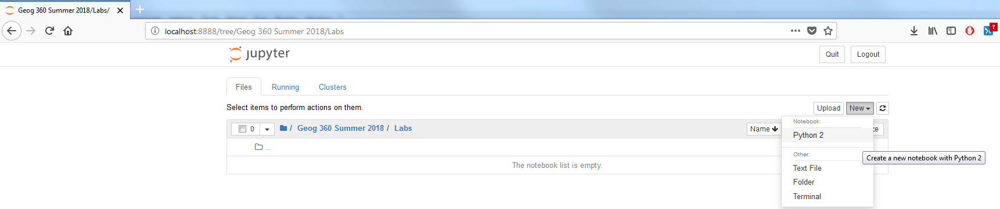 Geog 360 Summer 2018/Labs/
localhost:8888/tree/Geog 360 Summer 2018/Labs
?
jupyter
Quit
Logout
Files
Running
Clusters
Select items to perform actions on them.
Upload
New
0
/ Geog 360 Summer 2018 / Labs
Name
Notebook:
Python 2
Create a new notebook with Python 2
Other:
Text File
Folder
Terminal
..
The notebook list is empty.